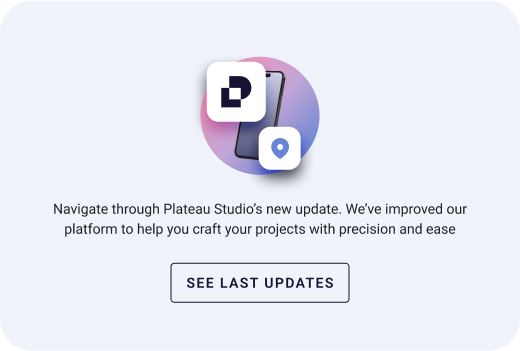 Navigate through Plateau Studio’s new update. We’ve improved our
platform to help you craft your projects with precision and ease
SEE LAST UPDATES